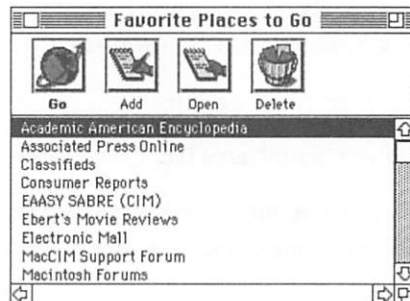 Favorite Places to Go
Go Add Open Delete
Academic American Encyclopedia
Associated Press Online
Classifieds
Consumer Reports
EAASY SABRE (CIM)
Ebert's Movie Reviews
Electronic Mall
MacCIM Support Forum
Macintosh Forums